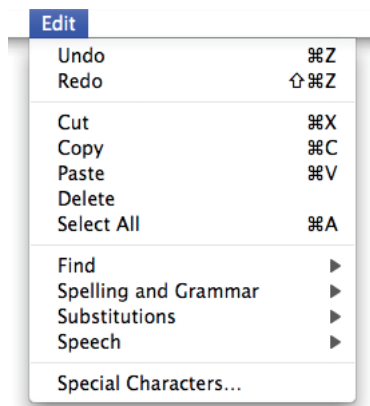 Edit
Undo ⌘Z
Redo ⇧⌘Z
Cut ⌘X
Copy ⌘C
Paste ⌘V
Delete
Select All ⌘A
Find ▶
Spelling and Grammar ▶
Substitutions ▶
Speech ▶
Special Characters...